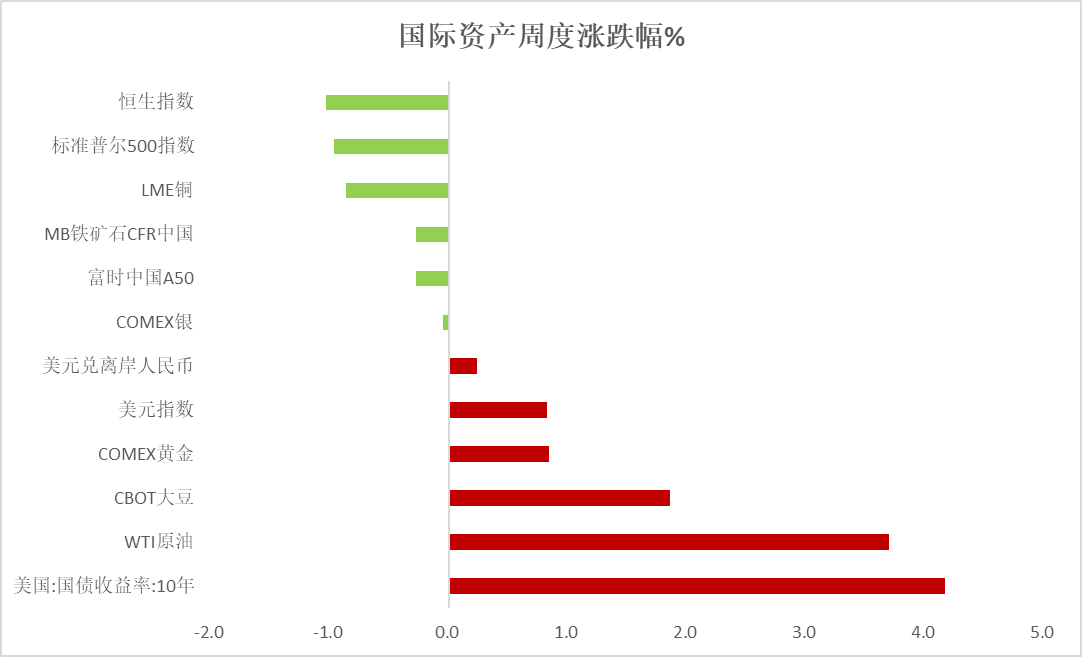 国际资产周度涨跌幅%
恒生指数
标准普尔500指数
LME铜
MB铁矿石CFR中国
富时中国A50
COMEX银
美元兑离岸人民币
美元指数
COMEX黄金
CBOT大豆
WTI原油
美国:国债收益率:10年
-2.0 -1.0 0.0 1.0 2.0 3.0 4.0 5.0